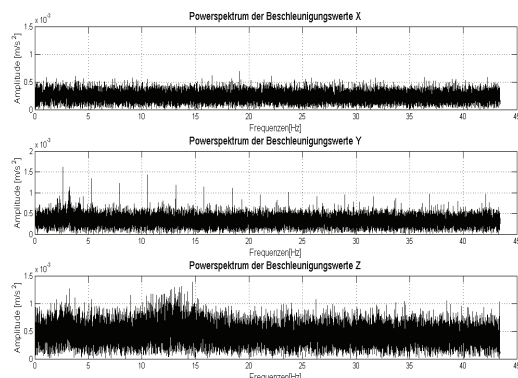 Powerspektrum der Beschleunigungswerte X
x 10⁻³
1.5
1
0.5
0
Amplitude [m/s²]
0 5 10 15 20 25 30 35 40 45
Frequenzen[Hz]
Powerspektrum der Beschleunigungswerte Y
x 10⁻³
2
1.5
1
0.5
0
Amplitude [m/s²]
0 5 10 15 20 25 30 35 40 45
Frequenzen[Hz]
Powerspektrum der Beschleunigungswerte Z
x 10⁻³
1.5
1
0.5
0
Amplitude [m/s²]
0 5 10 15 20 25 30 35 40 45
Frequenzen[Hz]